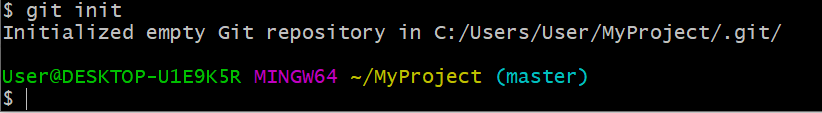 $ git init
Initialized empty Git repository in C:/Users/User/MyProject/.git/
User@DESKTOP-U1E9K5R MINGW64 ~/MyProject (master)
$